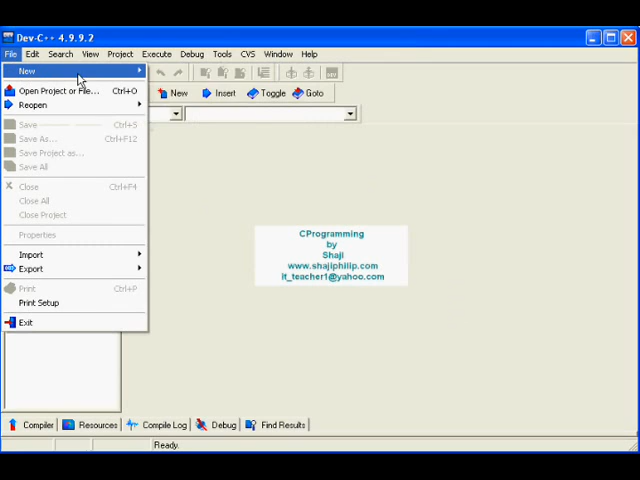 Dev-C++ 4.9.9.2
File Edit Search View Project Execute Debug Tools CVS Window Help
New
Open Project or File... Ctrl+O
Reopen
Save Ctrl+S
Save As... Ctrl+F12
Save Project as...
Save All
Close Ctrl+F4
Close All
Close Project
Properties
Import
Export
Print Ctrl+P
Print Setup
Exit
New Insert Toggle Goto
CProgramming
by
Shaji
www.shajiphilip.com
it_teacher1@yahoo.com
Compiler Resources Compile Log Debug Find Results
Ready.